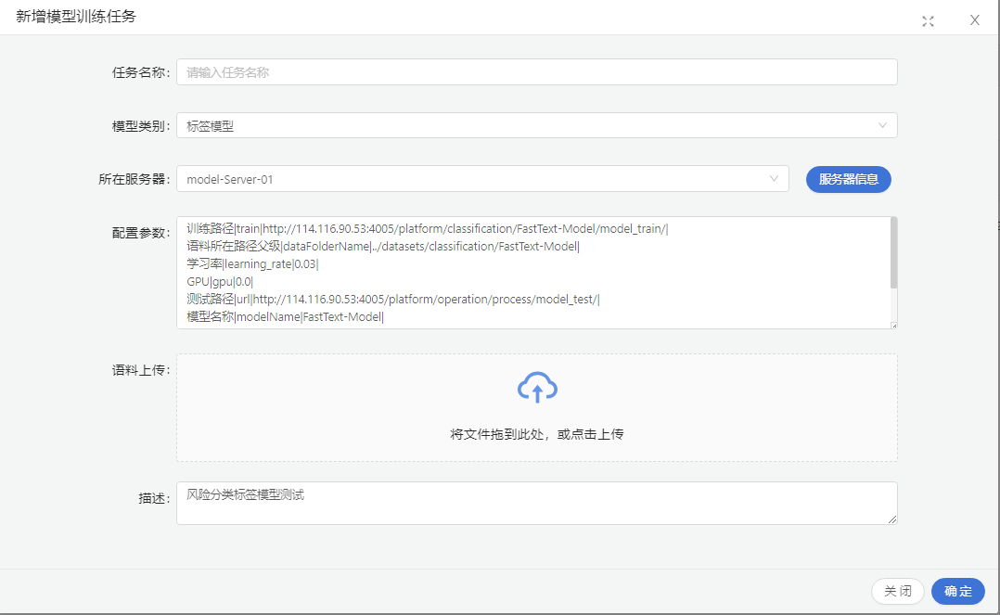 新增模型训练任务
X
任务名称: 请输入任务名称
模型类别: 标签模型
所在服务器: model-Server-01 服务器信息
配置参数: 训练路径|train|http://114.116.90.53:4005/platform/classification/FastText-Model/model_train/|
语料所在路径父级|dataFolderName|../datasets/classification/FastText-Model|
学习率|learning_rate|0.03|
GPU|gpu|0.0|
测试路径|url|http://114.116.90.53:4005/platform/operation/process/model_test/|
模型名称|modelName|FastText-Model|
语料上传:
将文件拖到此处，或点击上传
描述: 风险分类标签模型测试
关闭 确定